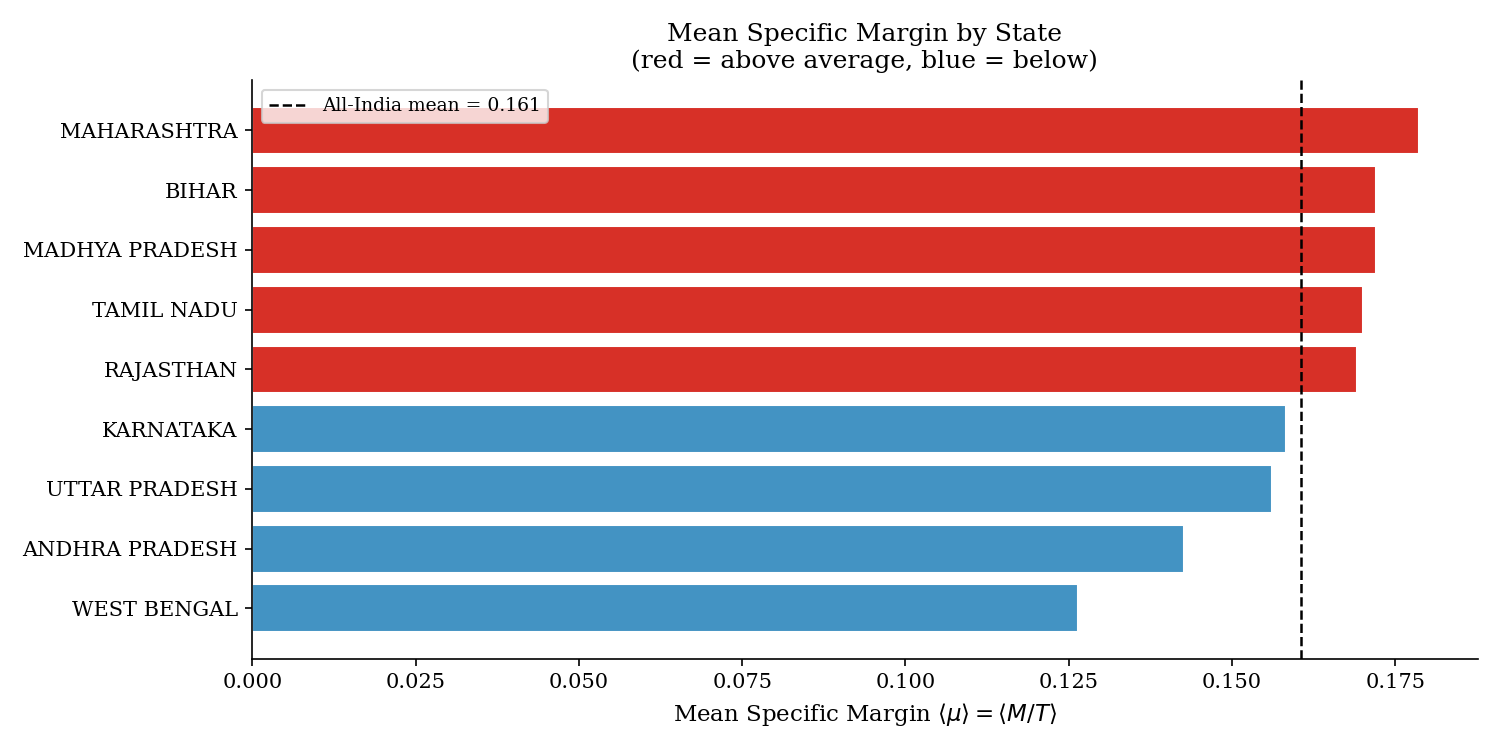 Mean Specific Margin by State
(red = above average, blue = below)
All-India mean = 0.161
MAHARASHTRA
BIHAR
MADHYA PRADESH
TAMIL NADU
RAJASTHAN
KARNATAKA
UTTAR PRADESH
ANDHRA PRADESH
WEST BENGAL
0.000 0.025 0.050 0.075 0.100 0.125 0.150 0.175
Mean Specific Margin ⟨μ⟩ = ⟨M/T⟩